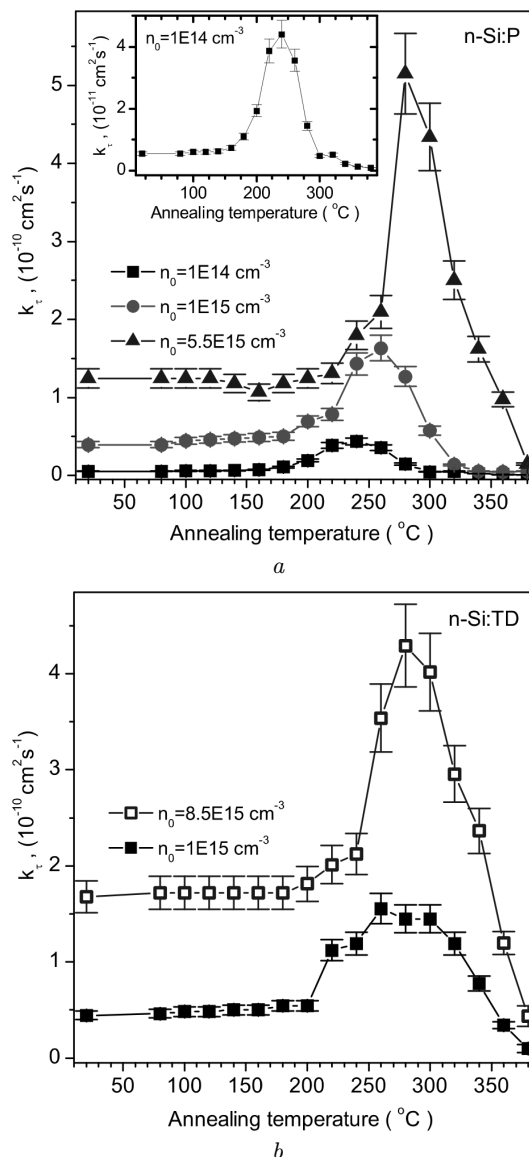 n-Si:P
n₀=1E14 cm⁻³
kτ , (10⁻¹¹ cm²s⁻¹)
4
2
0
0 100 200 300
Annealing temperature ( °C)
kτ , (10⁻¹⁰ cm²s⁻¹)
5
4
3
2
1
0
n₀=1E14 cm⁻³
n₀=1E15 cm⁻³
n₀=5.5E15 cm⁻³
50 100 150 200 250 300 350
Annealing temperature ( °C)
a
n-Si:TD
kτ , (10⁻¹⁰ cm²s⁻¹)
4
3
2
1
0
n₀=8.5E15 cm⁻³
n₀=1E15 cm⁻³
50 100 150 200 250 300 350
Annealing temperature ( °C)
b